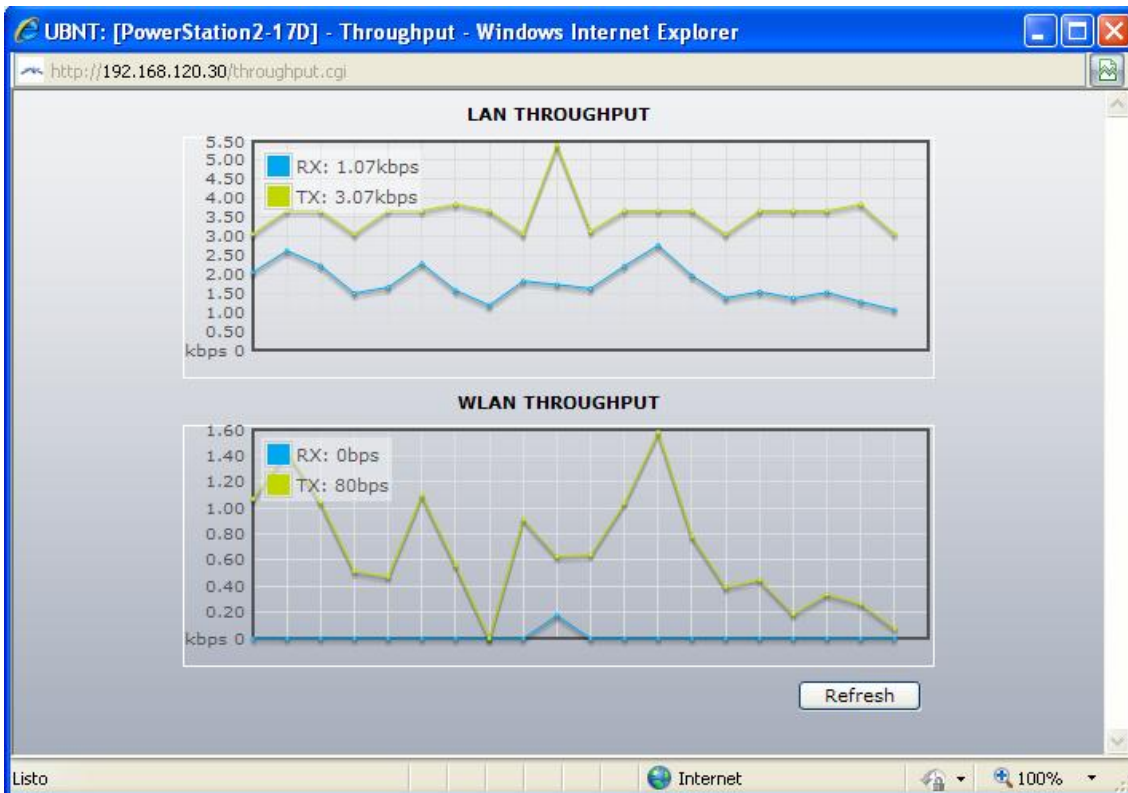 UBNT: [PowerStation2-17D] - Throughput - Windows Internet Explorer
http://192.168.120.30/throughput.cgi
LAN THROUGHPUT
5.50
5.00
4.50
4.00
3.50
3.00
2.50
2.00
1.50
1.00
0.50
kbps 0
RX: 1.07kbps
TX: 3.07kbps
WLAN THROUGHPUT
1.60
1.40
1.20
1.00
0.80
0.60
0.40
0.20
kbps 0
RX: 0bps
TX: 80bps
Refresh
Listo
Internet
100%